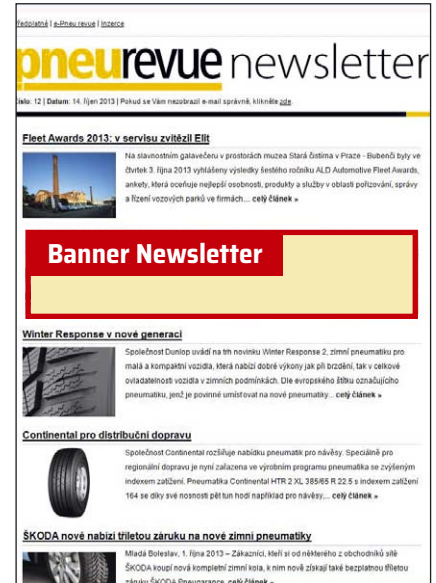 Předplatné | e-Pneu revue | Inzerce
pneurevue newsletter
Číslo: 12 | Datum: 14. říjen 2013 | Pokud se Vám nezobrazil e-mail správně, klikněte zde.
Fleet Awards 2013: v servisu zvítězil Elit
Na slavnostním galavečeru v prostorách muzea Stará čistírna v Praze - Bubenči byly ve
čtvrtek 3. října 2013 vyhlášeny výsledky šestého ročníku ALD Automotive Fleet Awards,
ankety, která oceňuje nejlepší osobnosti, produkty a služby v oblasti pořizování, správy
a řízení vozových parků ve firmách... celý článek »
Banner Newsletter
Winter Response v nové generaci
Společnost Dunlop uvádí na trh novinku Winter Response 2, zimní pneumatiku pro
malá a kompaktní vozidla, která nabízí dobré výkony jak při brzdění, tak v celkové
ovladatelnosti vozidla v zimních podmínkách. Dle evropského štítku označujícího
pneumatiku, jenž je povinné umísťovat na nové pneumatiky... celý článek »
Continental pro distribuční dopravu
Společnost Continental rozšiřuje nabídku pneumatik pro návěsy. Speciálně pro
regionální dopravu je nyní zařazena ve výrobním programu pneumatika se zvýšeným
indexem zatížení. Pneumatika Continental HTR 2 XL 385/65 R 22.5 s indexem zatížení
164 se díky své nosnosti pět tun hodí například pro návěsy,... celý článek »
ŠKODA nově nabízí tříletou záruku na nové zimní pneumatiky
Mladá Boleslav, 1. října 2013 – Zákazníci, kteří si od některého z obchodníků sítě
ŠKODA koupí nová kompletní zimní kola, k nim nově získají také bezplatnou tříletou
záruku ŠKODA Pneugarance. celý článek »